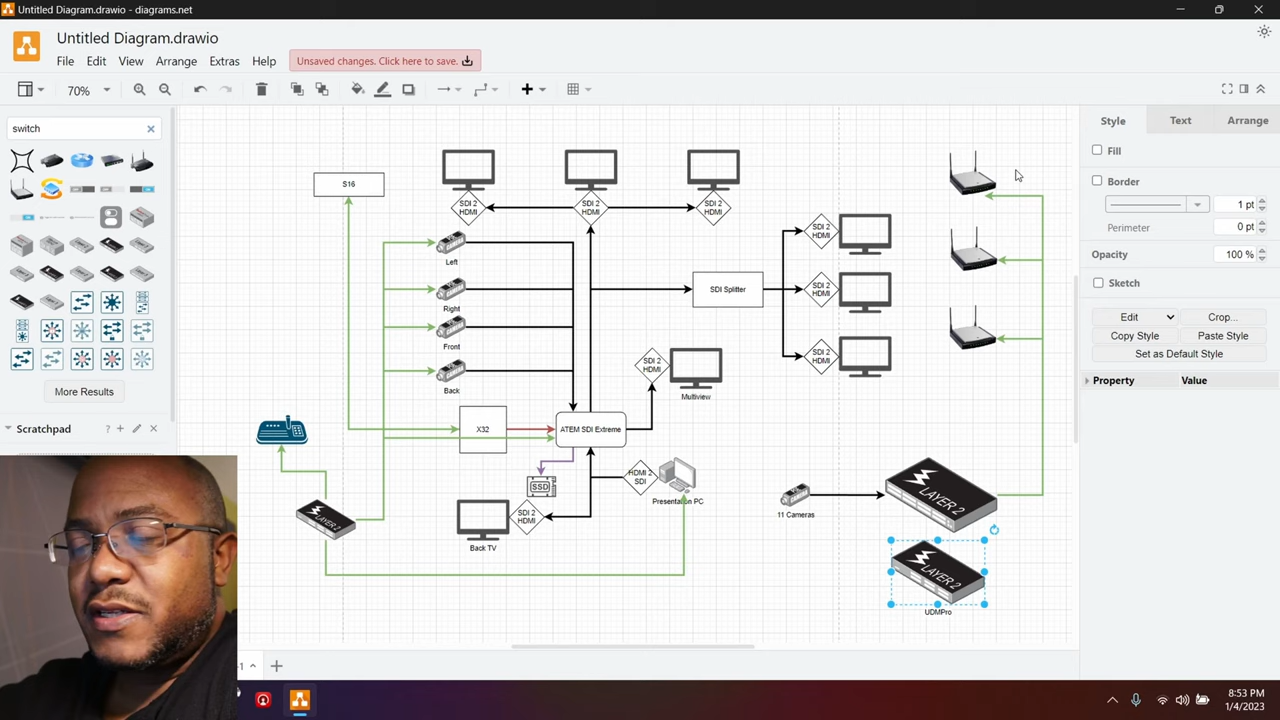 Untitled Diagram.drawio - diagrams.net
Untitled Diagram.drawio
File Edit View Arrange Extras Help
Unsaved changes. Click here to save.
70%
Style Text Arrange
switch
Fill
Border
1 pt
Perimeter 0 pt
Opacity 100 %
Sketch
Edit Crop...
Copy Style Paste Style
Set as Default Style
Property Value
More Results
Scratchpad ?
S16
SDI 2
HDMI
SDI 2
HDMI
SDI 2
HDMI
Left
Right
Front
Back
SDI Splitter
SDI 2
HDMI
SDI 2
HDMI
SDI 2
HDMI
SDI 2
HDMI
Multiview
X32
ATEM SDI Extreme
SSD
HDMI 2
SDI
Presentation PC
SDI 2
HDMI
Back TV
LAYER 2
11 Cameras
LAYER 2
LAYER 2
UDMPro
8:53 PM
1/4/2023